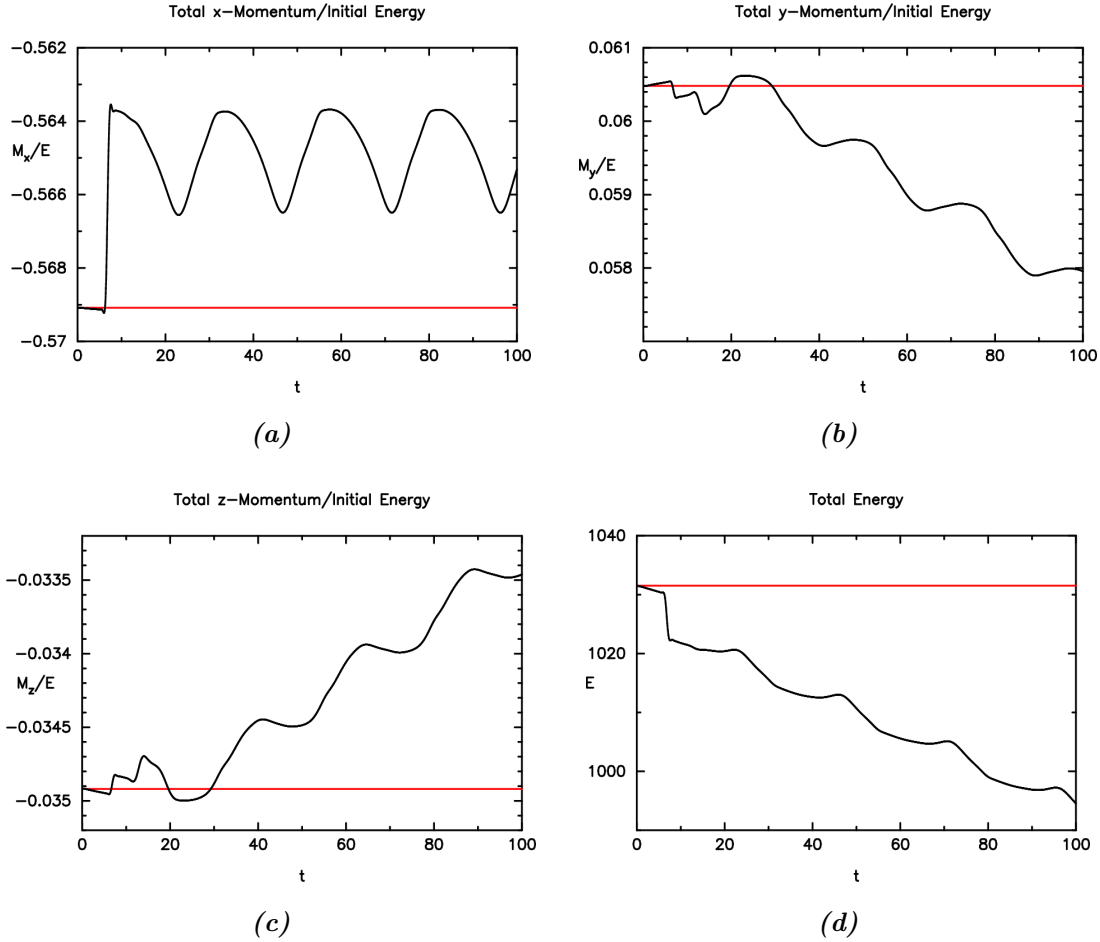 Total x-Momentum/Initial Energy
-0.562
-0.564
M_x/E
-0.566
-0.568
-0.57
0 20 40 60 80 100
t
(a)
Total y-Momentum/Initial Energy
0.061
0.06
M_y/E
0.059
0.058
0 20 40 60 80 100
t
(b)
Total z-Momentum/Initial Energy
-0.0335
-0.034
M_z/E
-0.0345
-0.035
0 20 40 60 80 100
t
(c)
Total Energy
1040
1020
E
1000
0 20 40 60 80 100
t
(d)